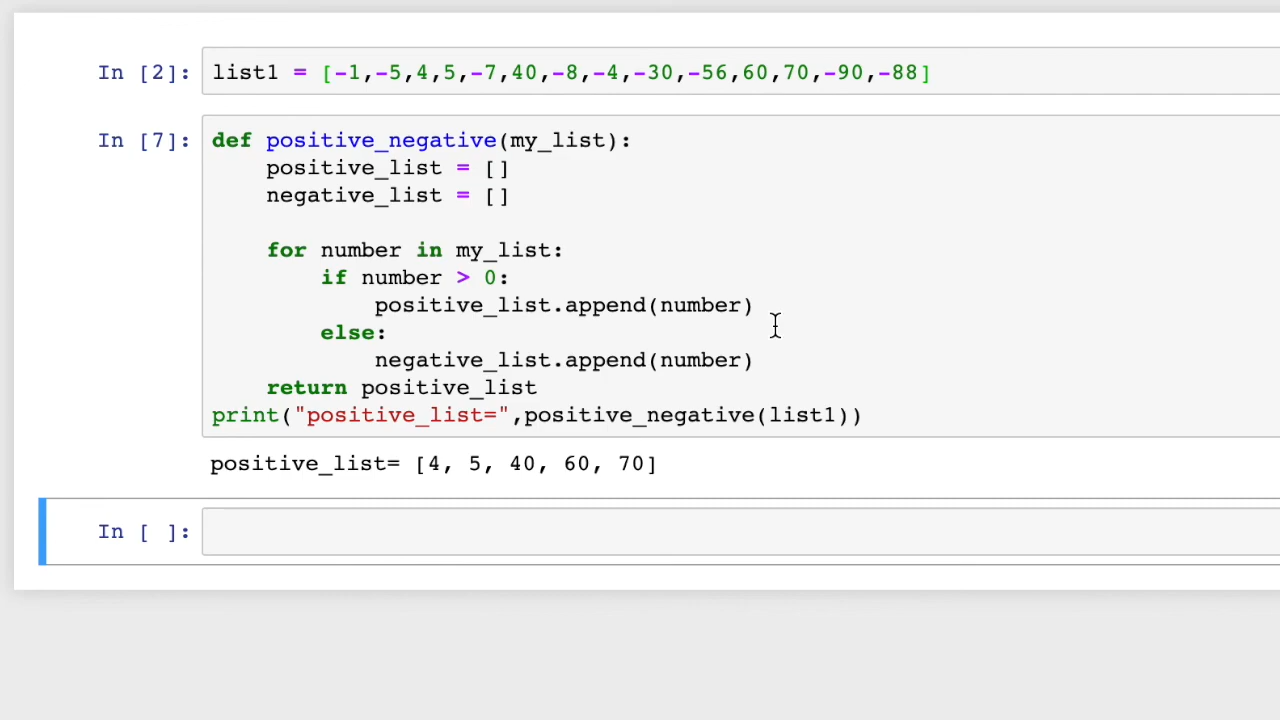 In [2]: list1 = [-1,-5,4,5,-7,40,-8,-4,-30,-56,60,70,-90,-88]
In [7]: def positive_negative(my_list):
    positive_list = []
    negative_list = []
    for number in my_list:
        if number > 0:
            positive_list.append(number)
        else:
            negative_list.append(number)
    return positive_list
print("positive_list=",positive_negative(list1))
positive_list= [4, 5, 40, 60, 70]
In [ ]: